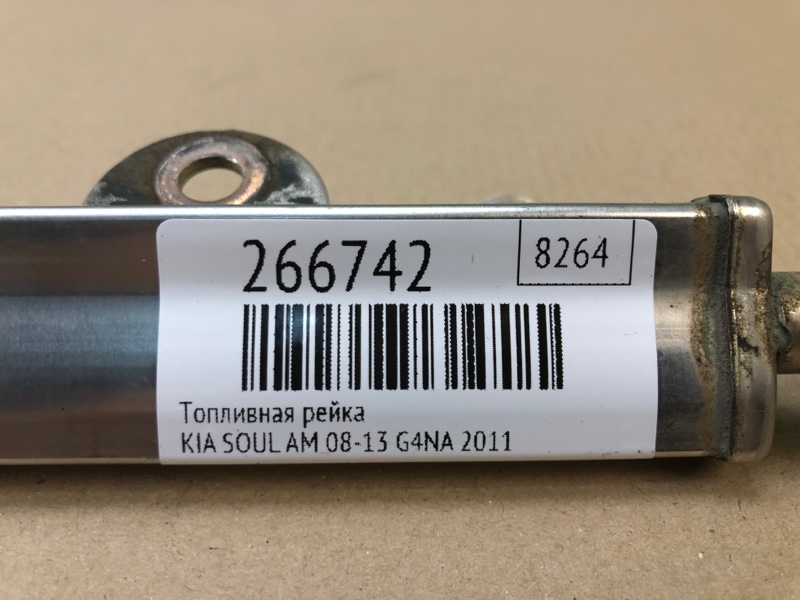 266742
8264
Топливная рейка
KIA SOUL AM 08-13 G4NA 2011